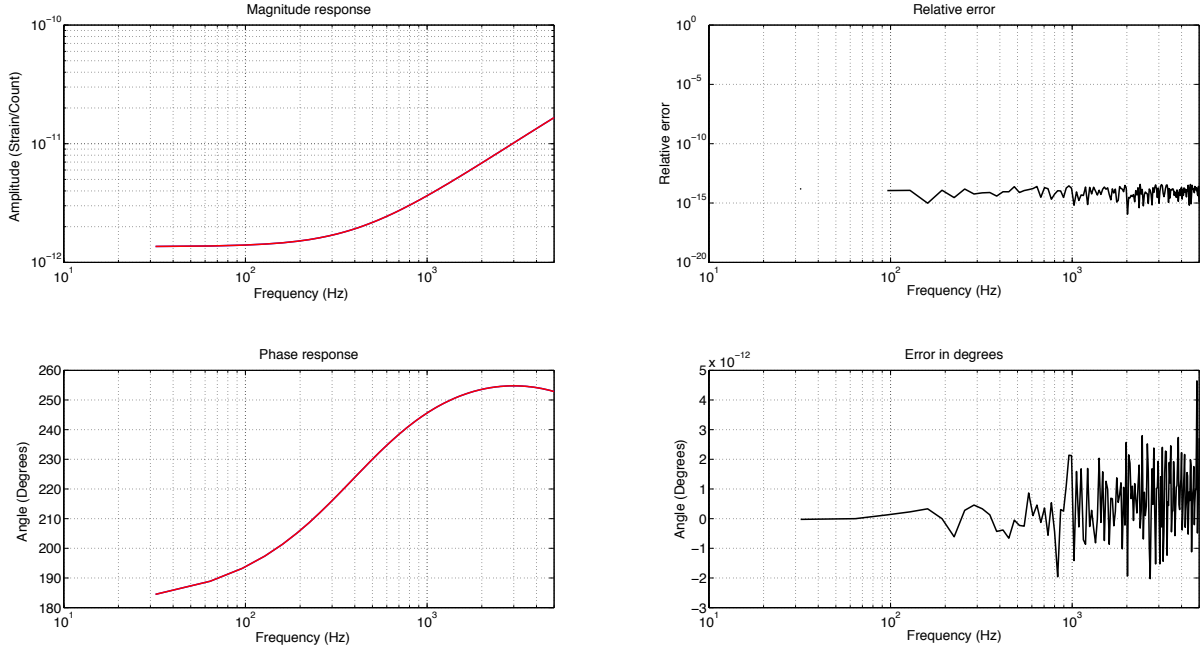 Magnitude response
10^-10
10^-11
10^-12
Amplitude (Strain/Count)
10^1
10^2
10^3
Frequency (Hz)
Relative error
10^0
10^-5
10^-10
10^-15
10^-20
Relative error
10^1
10^2
10^3
Frequency (Hz)
Phase response
260
250
240
230
220
210
200
190
180
Angle (Degrees)
10^1
10^2
10^3
Frequency (Hz)
Error in degrees
x 10^-12
5
4
3
2
1
0
-1
-2
-3
Angle (Degrees)
10^1
10^2
10^3
Frequency (Hz)